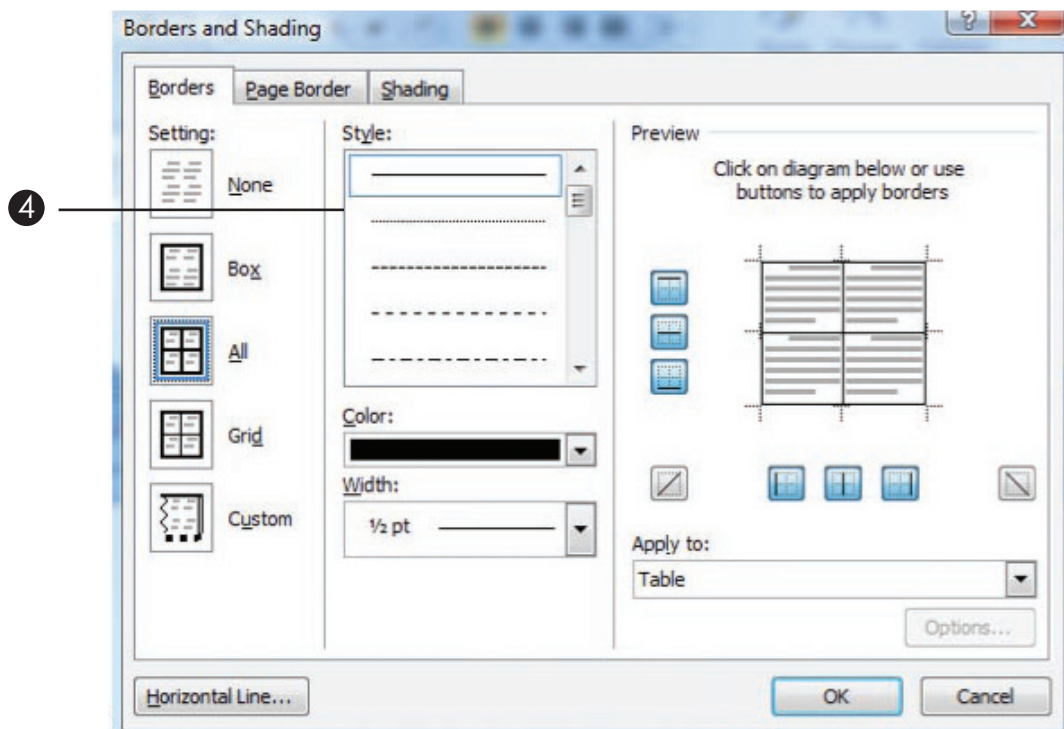 Borders and Shading
?
X
Borders
Page Border
Shading
Setting:
None
Box
All
Grid
Custom
4
Style:
Color:
Width:
½ pt
Preview
Click on diagram below or use
buttons to apply borders
Apply to:
Table
Options...
Horizontal Line...
OK
Cancel